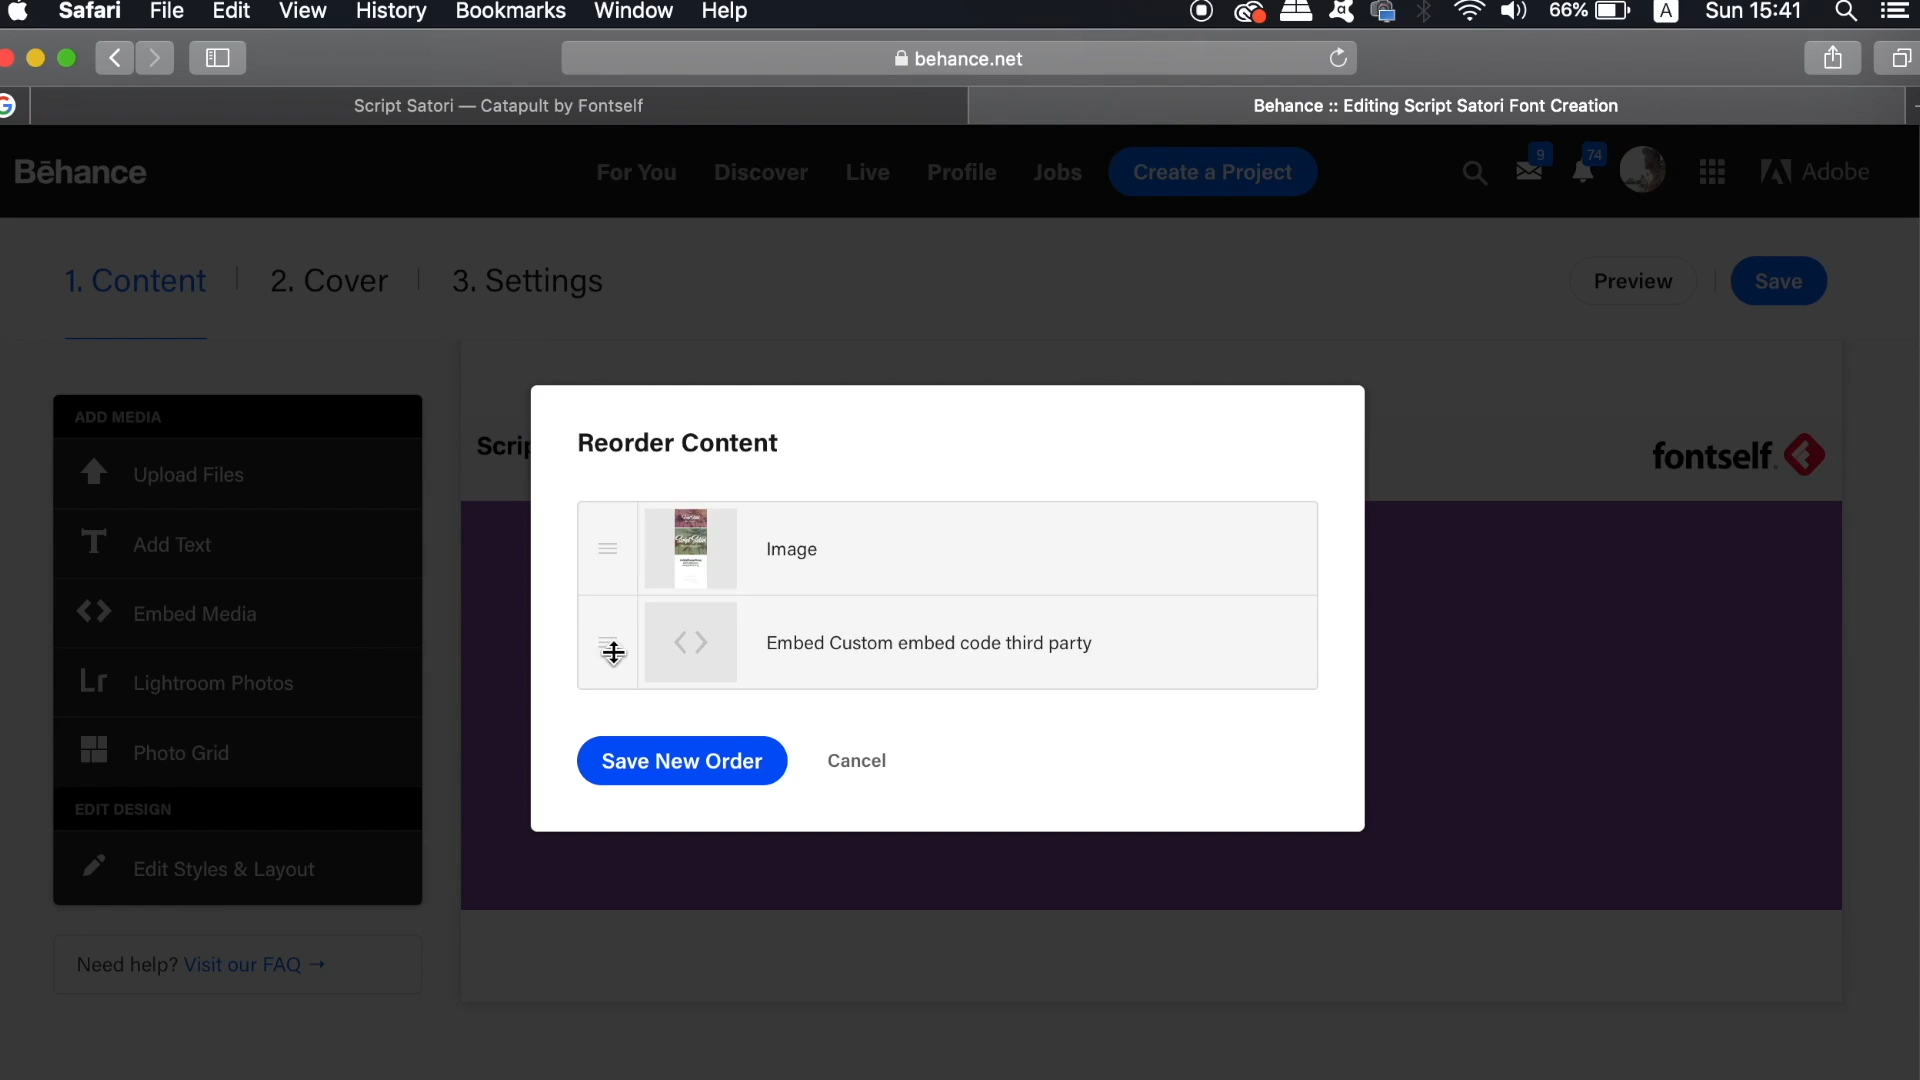 Safari File Edit View History Bookmarks Window Help 66% A Sun 15:41
behance.net
Script Satori — Catapult by Fontself Behance :: Editing Script Satori Font Creation
Bēhance For You Discover Live Profile Jobs Create a Project 9 74 Adobe
1. Content 2. Cover 3. Settings Preview Save
ADD MEDIA
Upload Files
Add Text
Embed Media
Lr Lightroom Photos
Photo Grid
EDIT DESIGN
Edit Styles & Layout
Need help? Visit our FAQ →
fontself.
Reorder Content
Image
Embed Custom embed code third party
Save New Order Cancel